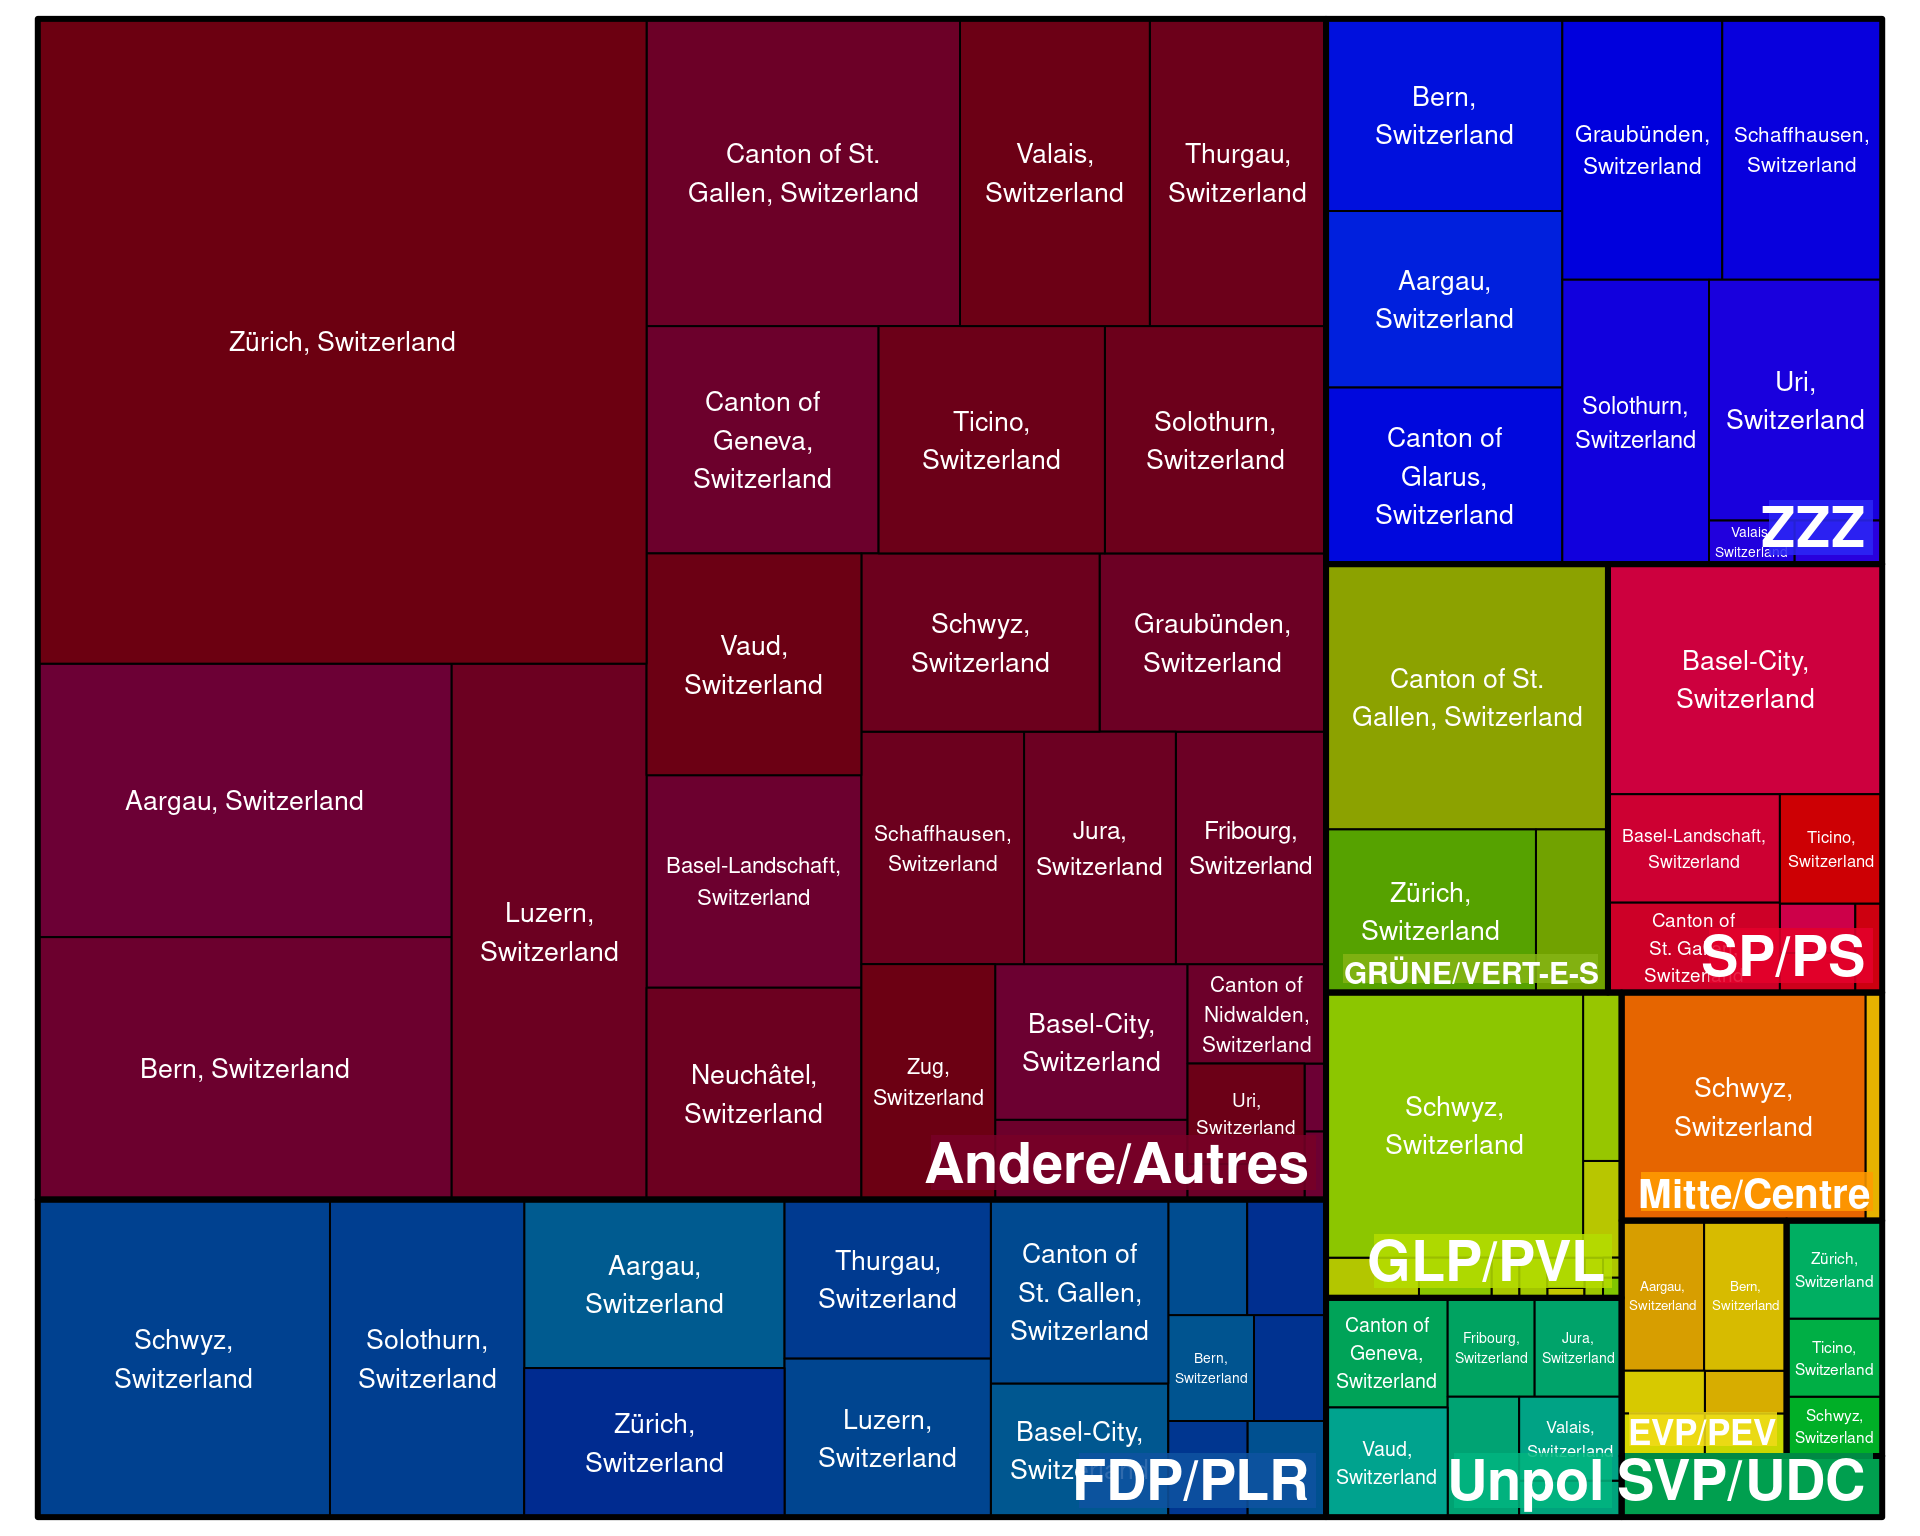 Zürich, Switzerland
Canton of St.
Gallen, Switzerland
Valais,
Switzerland
Thurgau,
Switzerland
Canton of
Geneva,
Switzerland
Ticino,
Switzerland
Solothurn,
Switzerland
Vaud,
Switzerland
Schwyz,
Switzerland
Graubünden,
Switzerland
Aargau, Switzerland
Bern, Switzerland
Luzern,
Switzerland
Basel-Landschaft,
Switzerland
Schaffhausen,
Switzerland
Jura,
Switzerland
Fribourg,
Switzerland
Neuchâtel,
Switzerland
Zug,
Switzerland
Basel-City,
Switzerland
Canton of
Nidwalden,
Switzerland
Uri,
Switzerland
Andere/Autres
Schwyz,
Switzerland
Solothurn,
Switzerland
Aargau,
Switzerland
Zürich,
Switzerland
Thurgau,
Switzerland
Luzern,
Switzerland
Canton of
St. Gallen,
Switzerland
Basel-City,
Switzerland
Bern,
Switzerland
FDP/PLR
Bern,
Switzerland
Graubünden,
Switzerland
Schaffhausen,
Switzerland
Aargau,
Switzerland
Canton of
Glarus,
Switzerland
Solothurn,
Switzerland
Uri,
Switzerland
Valais,
Switzerland
ZZZ
Canton of St.
Gallen, Switzerland
Zürich,
Switzerland
GRÜNE/VERT-E-S
Basel-City,
Switzerland
Basel-Landschaft,
Switzerland
Ticino,
Switzerland
Canton of
St. Gallen,
Switzerland
SP/PS
Schwyz,
Switzerland
GLP/PVL
Schwyz,
Switzerland
Mitte/Centre
Aargau,
Switzerland
Bern,
Switzerland
EVP/PEV
Zürich,
Switzerland
Ticino,
Switzerland
Schwyz,
Switzerland
SVP/UDC
Canton of
Geneva,
Switzerland
Fribourg,
Switzerland
Jura,
Switzerland
Vaud,
Switzerland
Valais,
Switzerland
Unpol